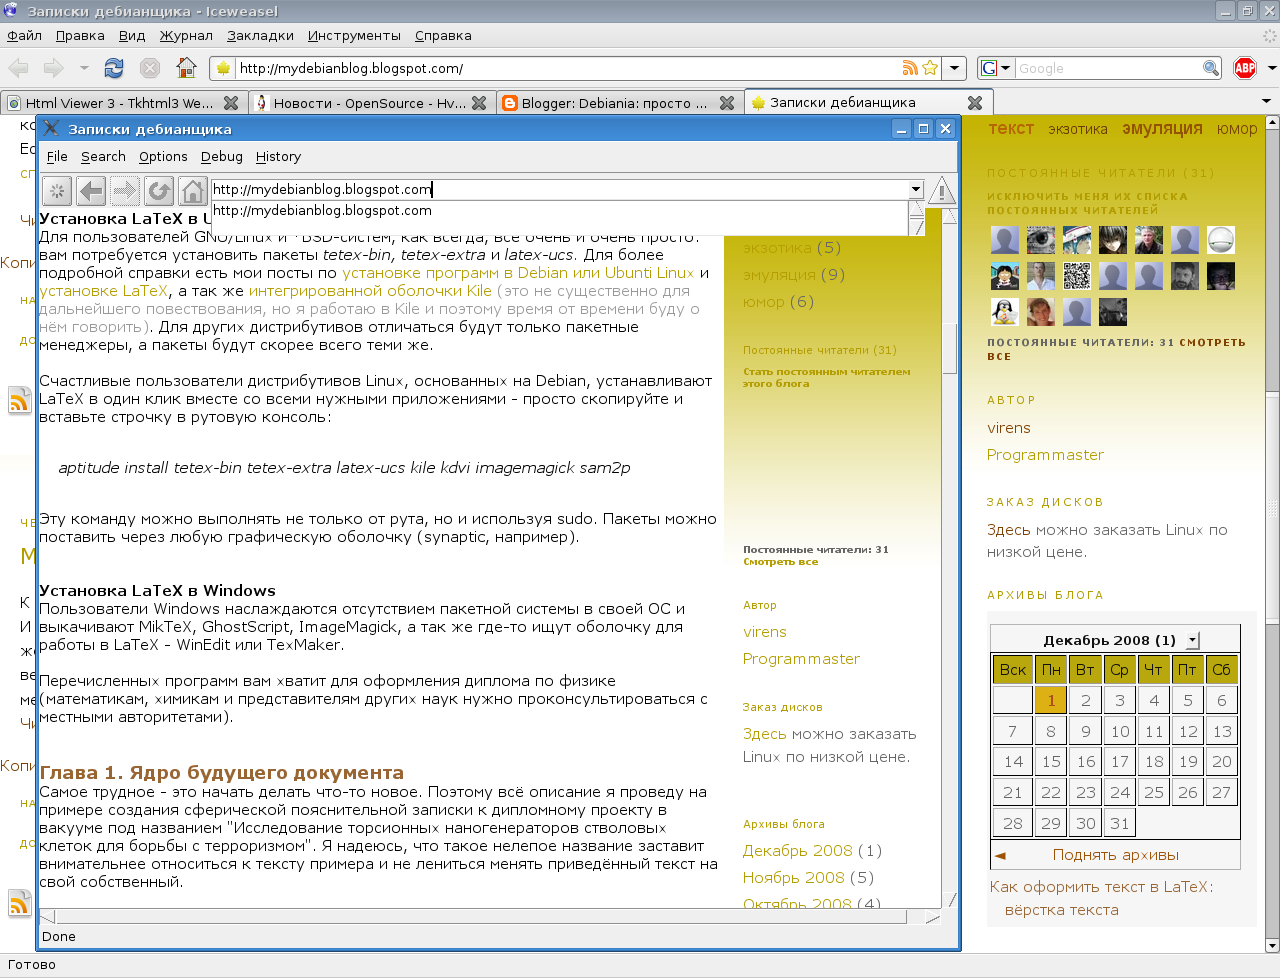 Записки дебианщика - Iceweasel
Файл Правка Вид Журнал Закладки Инструменты Справка
http://mydebianblog.blogspot.com/
G Google ABP
Html Viewer 3 - Tkhtml3 We... Новости - OpenSource - Hv... Blogger: Debiania: просто ... Записки дебианщика
Записки дебианщика
File Search Options Debug History
http://mydebianblog.blogspot.com
http://mydebianblog.blogspot.com
Установка LaTeX в U
Для пользователей GNU/Linux и *BSD-систем, как всегда, всё очень и очень просто:
вам потребуется установить пакеты tetex-bin, tetex-extra и latex-ucs. Для более
подробной справки есть мои посты по установке программ в Debian или Ubunti Linux и
установке LaTeX, а так же интегрированной оболочки Kile (это не существенно для
дальнейшего повествования, но я работаю в Kile и поэтому время от времени буду о
нём говорить). Для других дистрибутивов отличаться будут только пакетные
менеджеры, а пакеты будут скорее всего теми же.
Счастливые пользователи дистрибутивов Linux, основанных на Debian, устанавливают
LaTeX в один клик вместе со всеми нужными приложениями - просто скопируйте и
вставьте строчку в рутовую консоль:
aptitude install tetex-bin tetex-extra latex-ucs kile kdvi imagemagick sam2p
Эту команду можно выполнять не только от рута, но и используя sudo. Пакеты можно
поставить через любую графическую оболочку (synaptic, например).
Установка LaTeX в Windows
Пользователи Windows наслаждаются отсутствием пакетной системы в своей ОС и
выкачивают MikTeX, GhostScript, ImageMagick, а так же где-то ищут оболочку для
работы в LaTeX - WinEdit или TexMaker.
Перечисленных программ вам хватит для оформления диплома по физике
(математикам, химикам и представителям других наук нужно проконсультироваться с
местными авторитетами).
Глава 1. Ядро будущего документа
Самое трудное - это начать делать что-то новое. Поэтому всё описание я проведу на
примере создания сферической пояснительной записки к дипломному проекту в
вакууме под названием "Исследование торсионных наногенераторов стволовых
клеток для борьбы с терроризмом". Я надеюсь, что такое нелепое название заставит
внимательнее относиться к тексту примера и не лениться менять приведённый текст на
свой собственный.
экзотика (5)
эмуляция (9)
юмор (6)
Постоянные читатели (31)
Стать постоянным читателем
этого блога
Постоянные читатели: 31
Смотреть все
Автор
virens
Programmaster
Заказ дисков
Здесь можно заказать
Linux по низкой цене.
Архивы блога
Декабрь 2008 (1)
Ноябрь 2008 (5)
Октябрь 2008 (4)
Done
текст экзотика эмуляция юмор
ПОСТОЯННЫЕ ЧИТАТЕЛИ (31)
ИСКЛЮЧИТЬ МЕНЯ ИХ СПИСКА
ПОСТОЯННЫХ ЧИТАТЕЛЕЙ
ПОСТОЯННЫЕ ЧИТАТЕЛИ: 31 СМОТРЕТЬ
ВСЕ
АВТОР
virens
Programmaster
ЗАКАЗ ДИСКОВ
Здесь можно заказать Linux по
низкой цене.
АРХИВЫ БЛОГА
Декабрь 2008 (1)
Вск Пн Вт Ср Чт Пт Сб
1 2 3 4 5 6
7 8 9 10 11 12 13
14 15 16 17 18 19 20
21 22 23 24 25 26 27
28 29 30 31
◄ Поднять архивы
Как оформить текст в LaTeX:
вёрстка текста
Готово